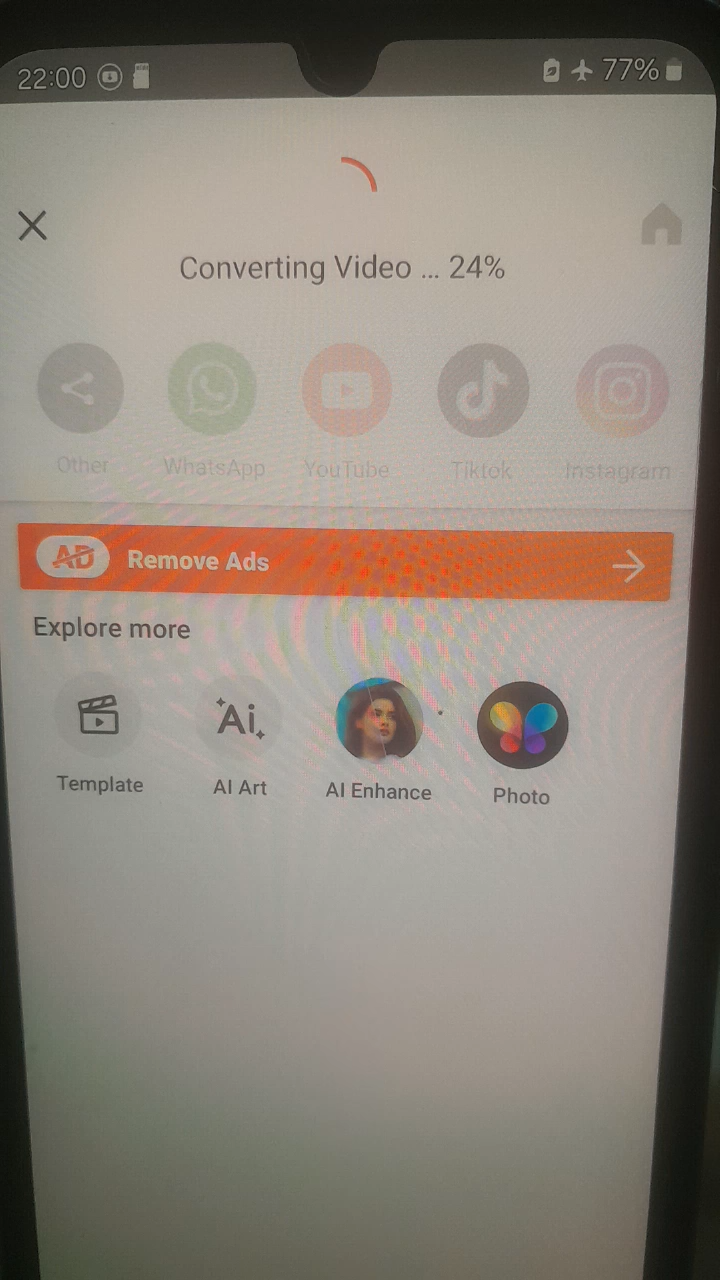 22:00
77%
Converting Video ... 24%
Other
WhatsApp
YouTube
Tiktok
Instagram
AD Remove Ads
Explore more
Ai
Template
AI Art
AI Enhance
Photo